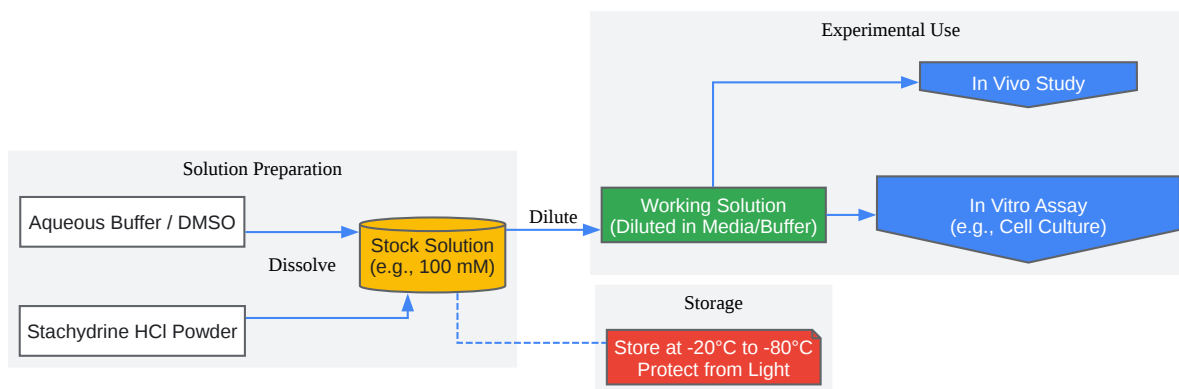 Solution Preparation
Aqueous Buffer / DMSO
Dissolve
Stachydrine HCl Powder
Stock Solution
(e.g., 100 mM)
Dilute
Experimental Use
In Vivo Study
Working Solution
(Diluted in Media/Buffer)
In Vitro Assay
(e.g., Cell Culture)
Storage
Store at -20°C to -80°C
Protect from Light